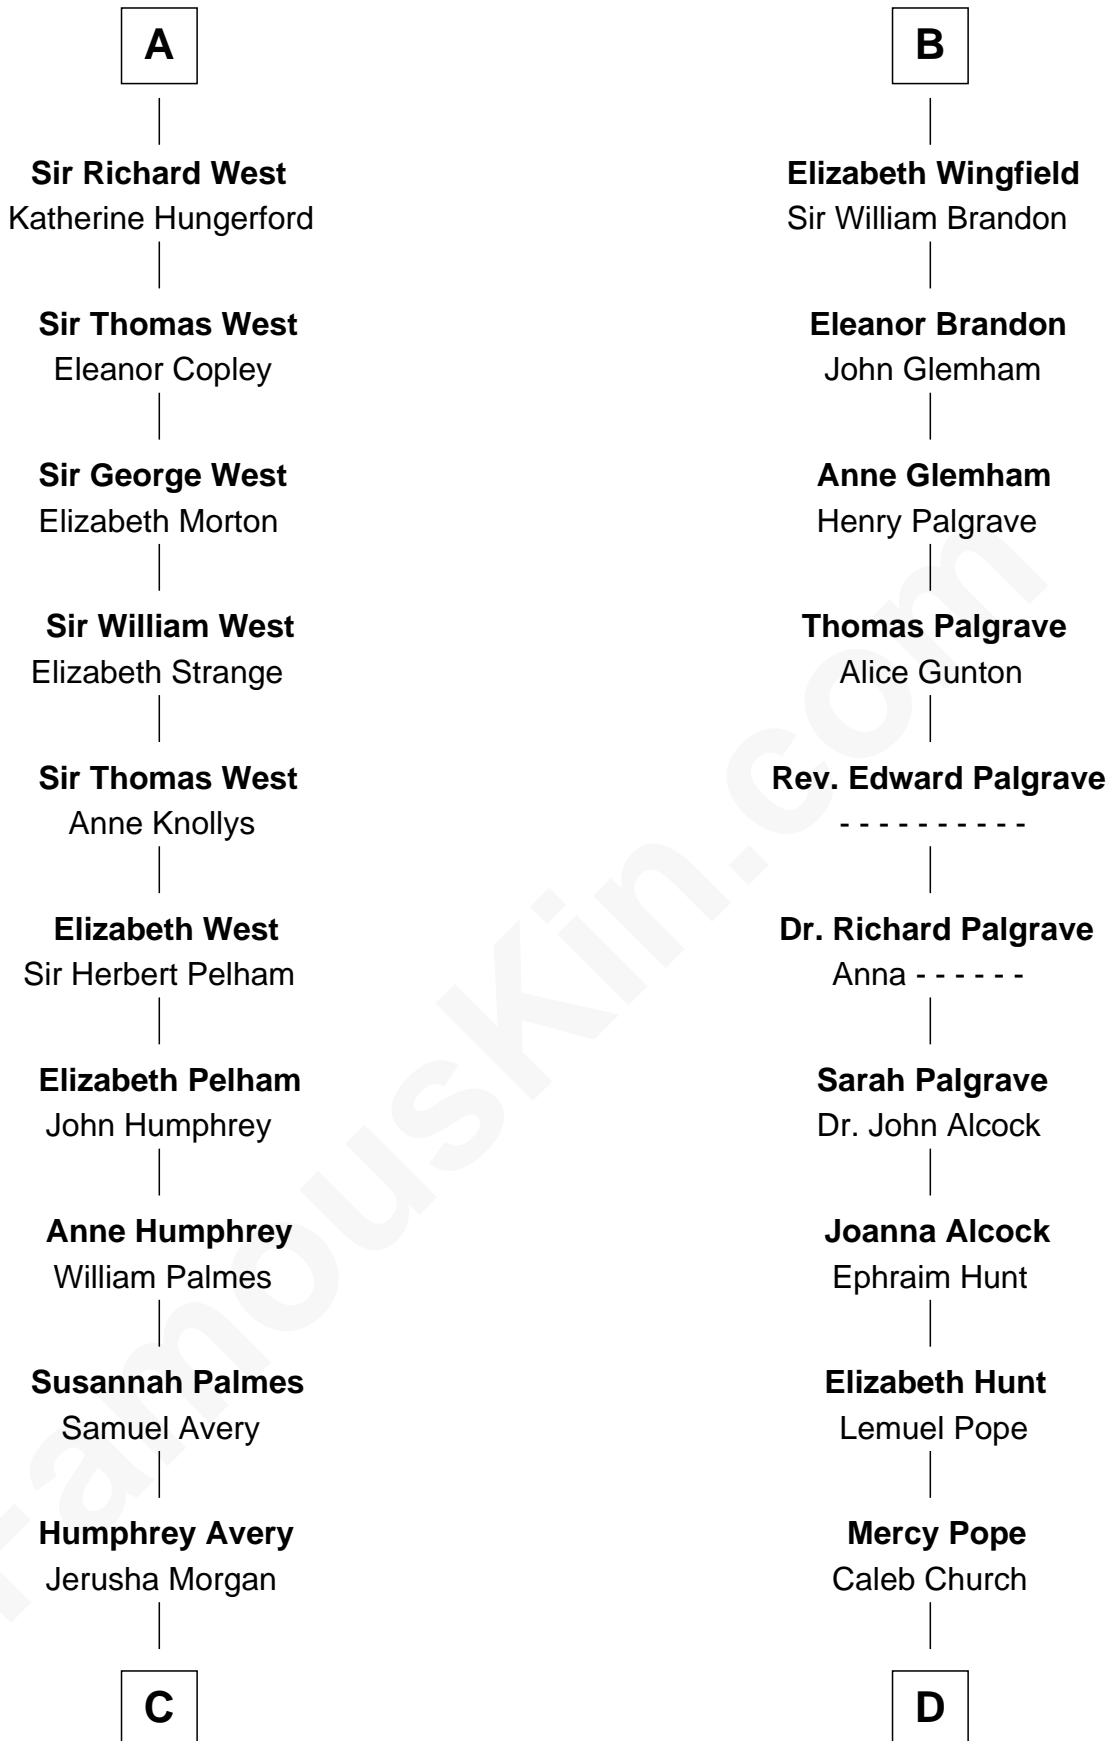 A
Sir Richard West
Katherine Hungerford
Sir Thomas West
Eleanor Copley
Sir George West
Elizabeth Morton
Sir William West
Elizabeth Strange
Sir Thomas West
Anne Knollys
Elizabeth West
Sir Herbert Pelham
Elizabeth Pelham
John Humphrey
Anne Humphrey
William Palmes
Susannah Palmes
Samuel Avery
Humphrey Avery
Jerusha Morgan
C
B
Elizabeth Wingfield
Sir William Brandon
Eleanor Brandon
John Glemham
Anne Glemham
Henry Palgrave
Thomas Palgrave
Alice Gunton
Rev. Edward Palgrave
- - - - - - - - - -
Dr. Richard Palgrave
Anna - - - - - -
Sarah Palgrave
Dr. John Alcock
Joanna Alcock
Ephraim Hunt
Elizabeth Hunt
Lemuel Pope
Mercy Pope
Caleb Church
D
FamousKin.com